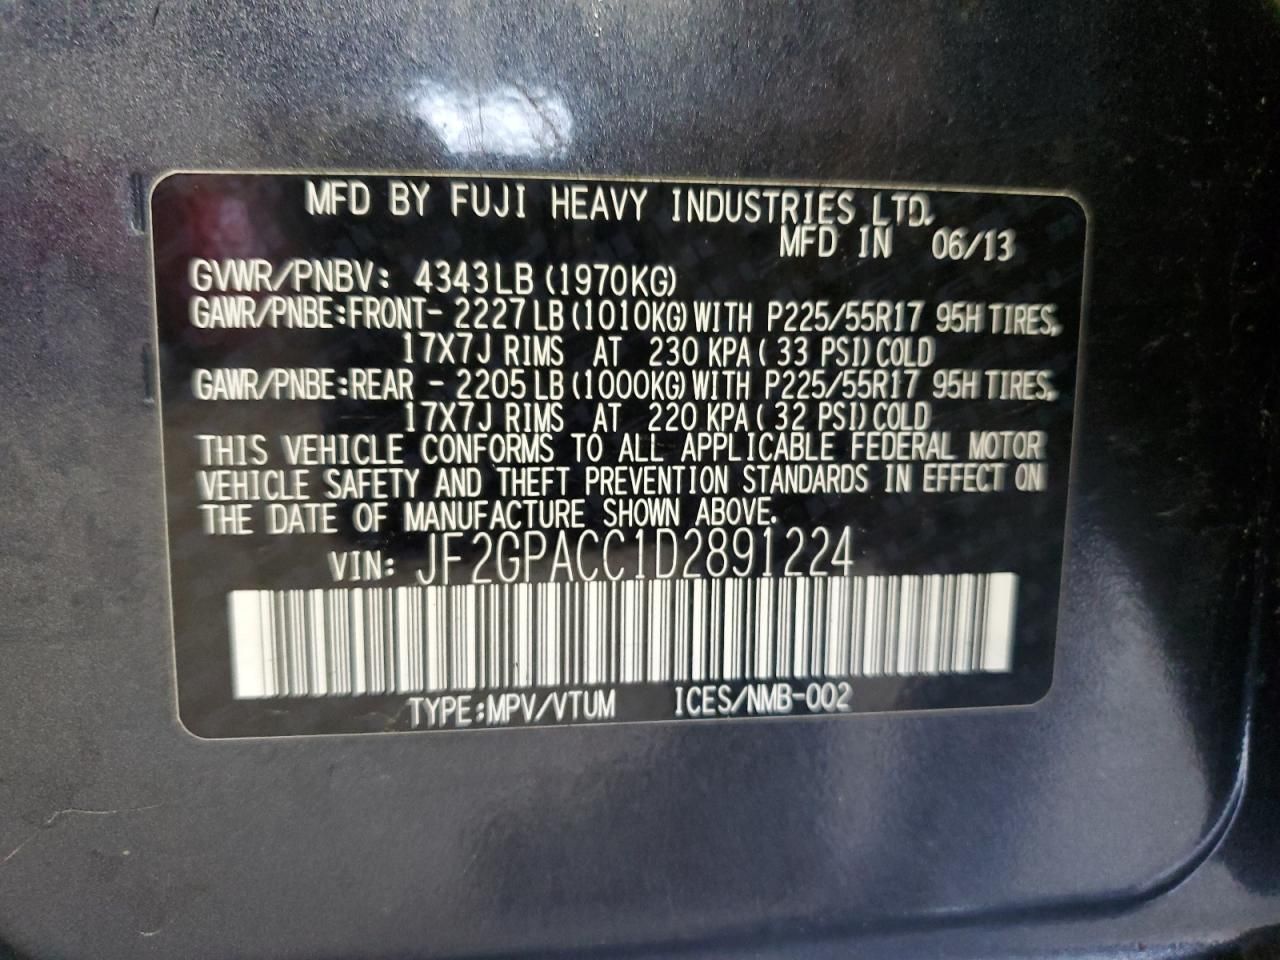 MFD BY FUJI HEAVY INDUSTRIES LTD.
MFD IN 06/13
GVWR/PNBV: 4343LB (1970KG)
GAWR/PNBE:FRONT- 2227 LB (1010KG) WITH P225/55R17 95H TIRES,
17X7J RIMS AT 230 KPA ( 33 PSI) COLD
GAWR/PNBE:REAR - 2205 LB (1000KG) WITH P225/55R17 95H TIRES,
17X7J RIMS AT 220 KPA ( 32 PSI) COLD
THIS VEHICLE CONFORMS TO ALL APPLICABLE FEDERAL MOTOR
VEHICLE SAFETY AND THEFT PREVENTION STANDARDS IN EFFECT ON
THE DATE OF MANUFACTURE SHOWN ABOVE.
VIN: JF2GPACC1D2891224
TYPE:MPV/VTUM ICES/NMB-002